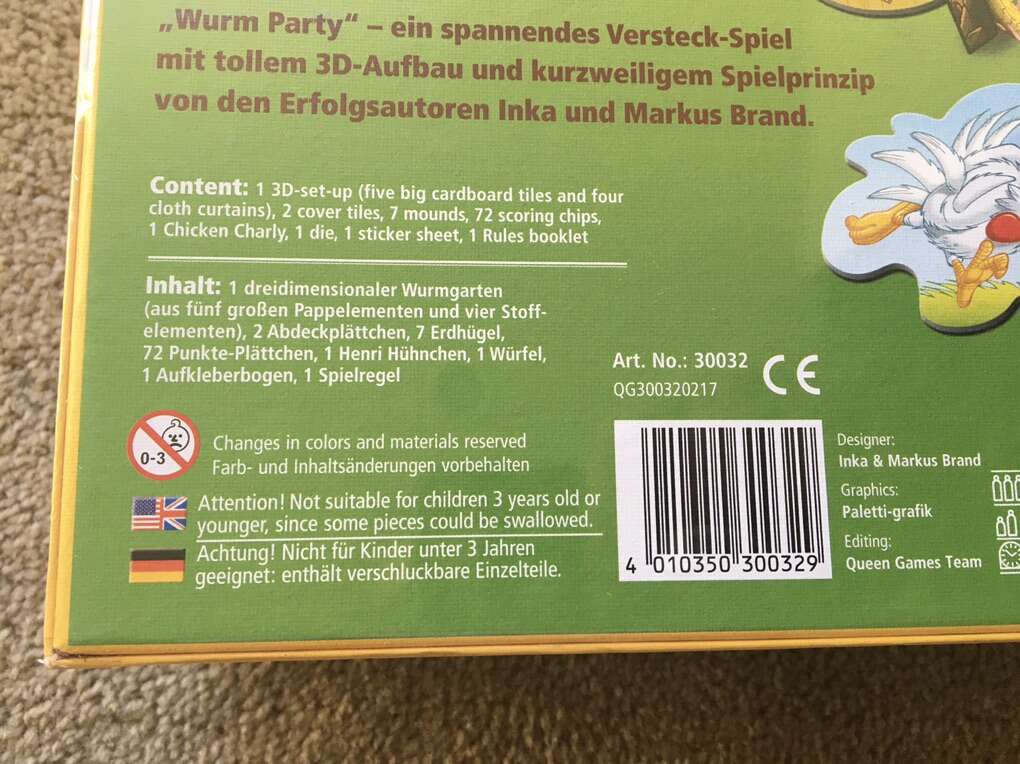 „Wurm Party“ – ein spannendes Versteck-Spiel
mit tollem 3D-Aufbau und kurzweiligem Spielprinzip
von den Erfolgsautoren Inka und Markus Brand.
Content: 1 3D-set-up (five big cardboard tiles and four
cloth curtains), 2 cover tiles, 7 mounds, 72 scoring chips,
1 Chicken Charly, 1 die, 1 sticker sheet, 1 Rules booklet
Inhalt: 1 dreidimensionaler Wurmgarten
(aus fünf großen Pappelementen und vier Stoff-
elementen), 2 Abdeckplättchen, 7 Erdhügel,
72 Punkte-Plättchen, 1 Henri Hühnchen, 1 Würfel,
1 Aufkleberbogen, 1 Spielregel
Art. No.: 30032
QG300320217
CE
0-3
Changes in colors and materials reserved
Farb- und Inhaltsänderungen vorbehalten
Attention! Not suitable for children 3 years old or
younger, since some pieces could be swallowed.
Achtung! Nicht für Kinder unter 3 Jahren
geeignet: enthält verschluckbare Einzelteile.
4 010350 300329
Designer:
Inka & Markus Brand
Graphics:
Paletti-grafik
Editing:
Queen Games Team